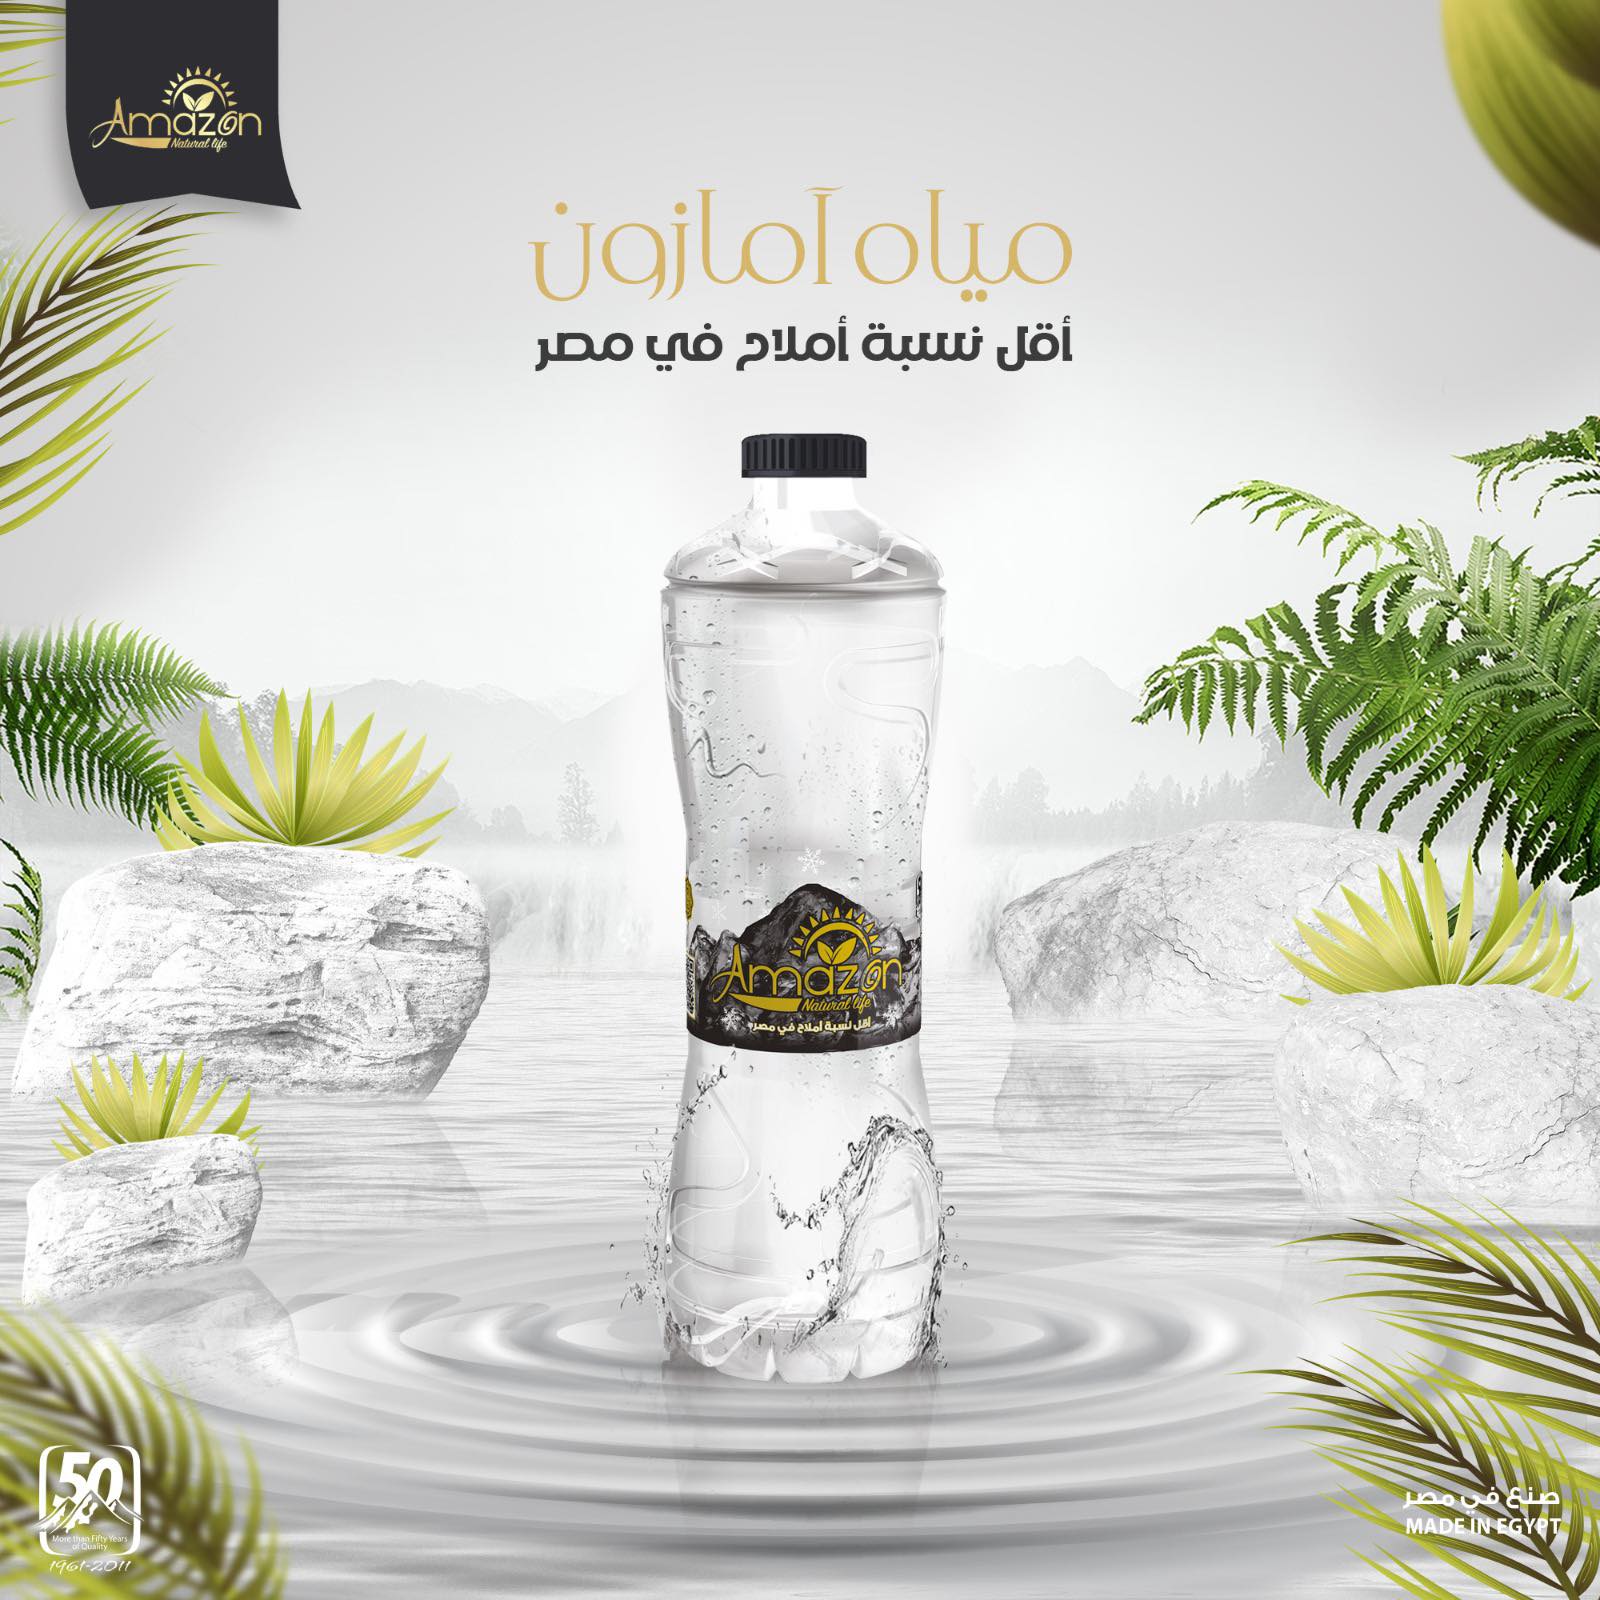 Amazon
Natural life
مياه آمازون
أقل نسبة أملاح في مصر
Amazon
Natural life
أقل نسبة أملاح في مصر
50
More than Fifty Years
of Quality
1961-2011
صنع في مصر
MADE IN EGYPT